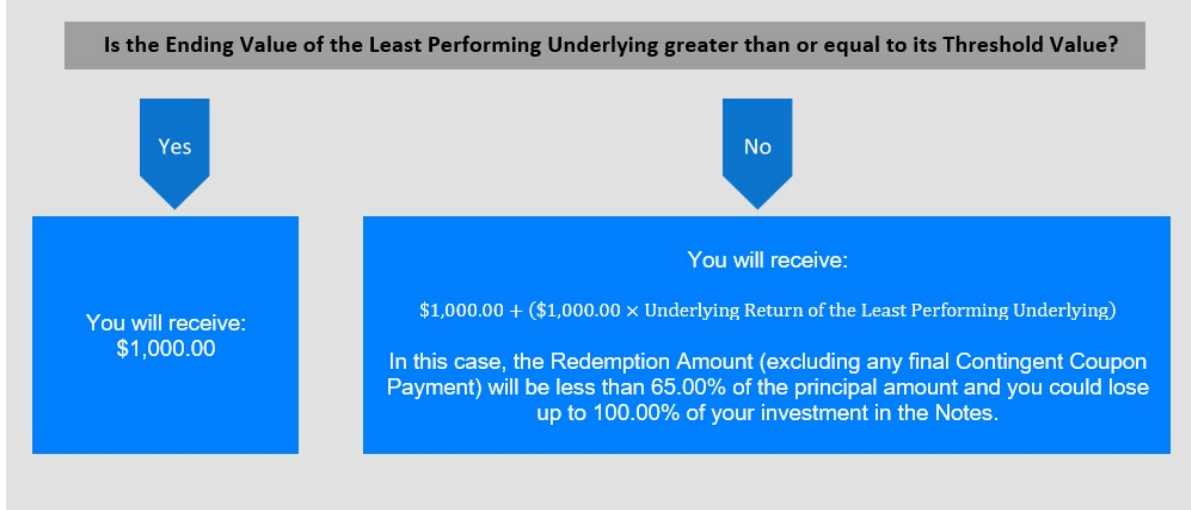 Is the Ending Value of the Least Performing Underlying greater than or equal to its Threshold Value?
Yes
No
You will receive:
$1,000.00
You will receive:
$1,000.00 + ($1,000.00 × Underlying Return of the Least Performing Underlying)
In this case, the Redemption Amount (excluding any final Contingent Coupon
Payment) will be less than 65.00% of the principal amount and you could lose
up to 100.00% of your investment in the Notes.